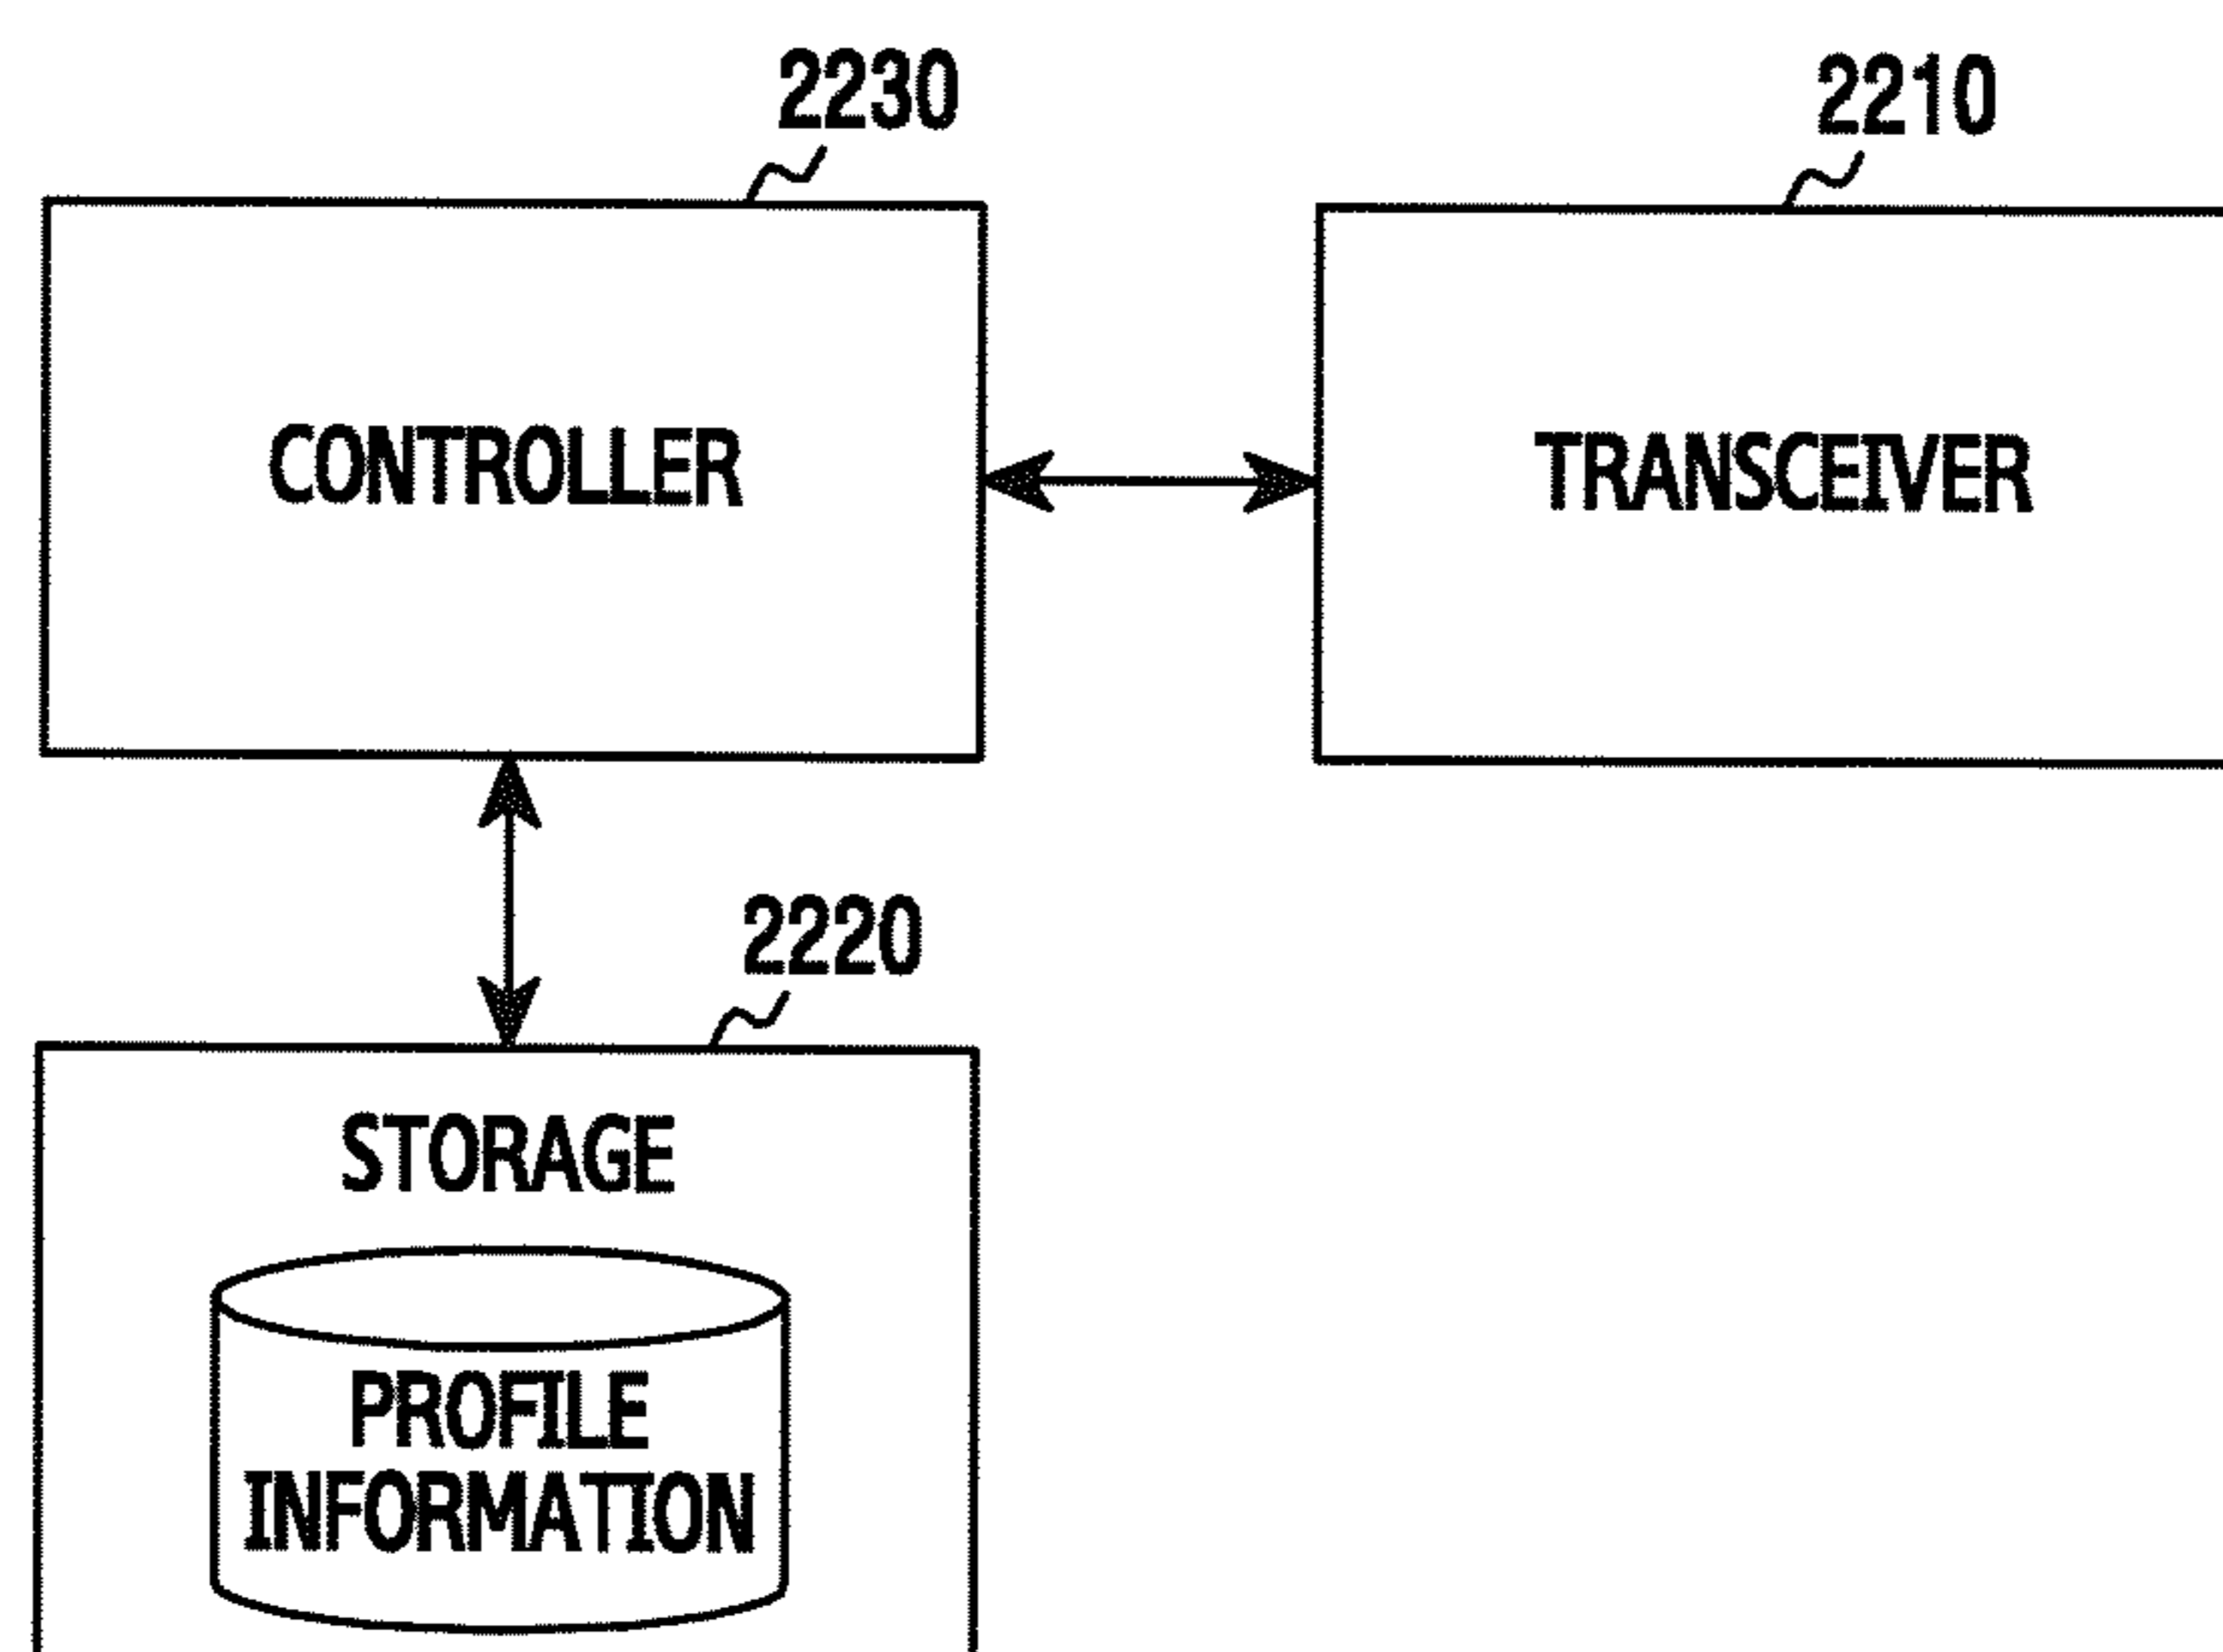 2230
2210
CONTROLLER
TRANSCEIVER
2220
STORAGE
PROFILE
INFORMATION